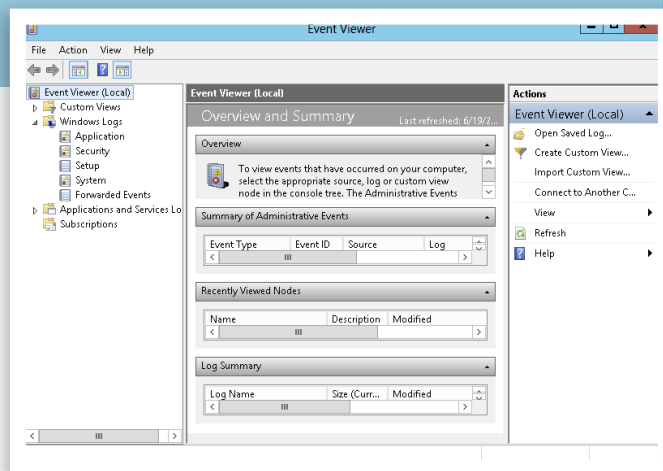 Event Viewer
File Action View Help
Event Viewer (Local)
Custom Views
Windows Logs
Application
Security
Setup
System
Forwarded Events
Applications and Services Lo
Subscriptions
Event Viewer (Local)
Overview and Summary Last refreshed: 6/19/2...
Overview
To view events that have occurred on your computer,
select the appropriate source, log or custom view
node in the console tree. The Administrative Events
Summary of Administrative Events
Event Type Event ID Source Log
Recently Viewed Nodes
Name Description Modified
Log Summary
Log Name Size (Curr... Modified
Actions
Event Viewer (Local)
Open Saved Log...
Create Custom View...
Import Custom View...
Connect to Another C...
View
Refresh
Help